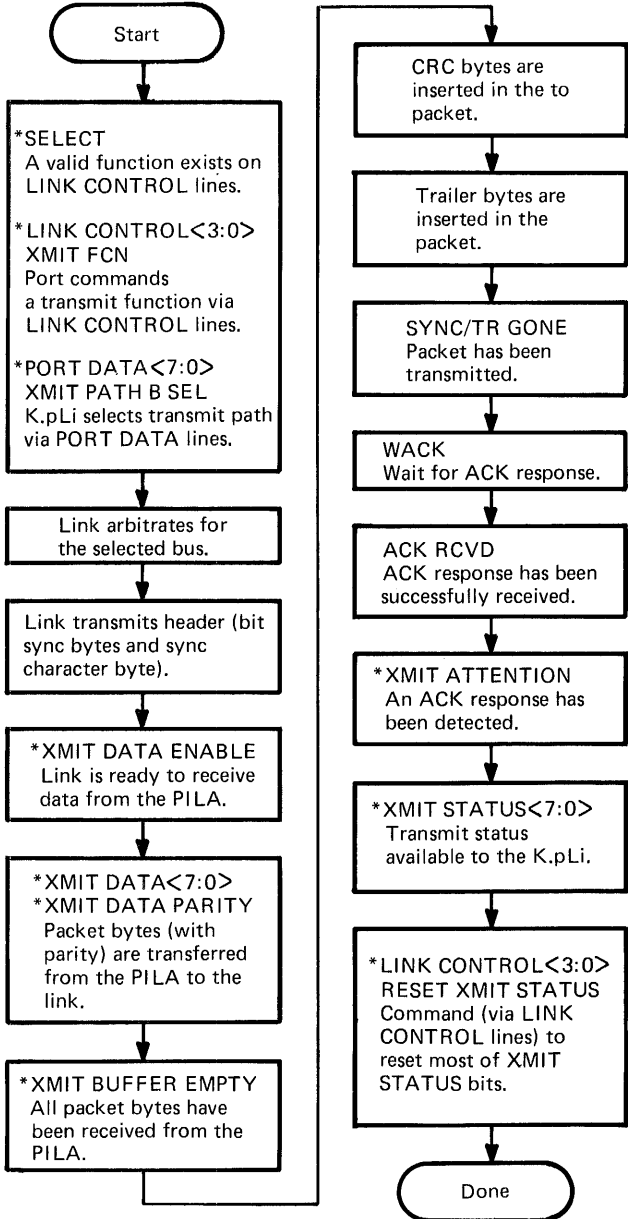 Start
*SELECT
A valid function exists on
LINK CONTROL lines.
*LINK CONTROL<3:0>
XMIT FCN
Port commands
a transmit function via
LINK CONTROL lines.
*PORT DATA<7:0>
XMIT PATH B SEL
K.pLi selects transmit path
via PORT DATA lines.
Link arbitrates for
the selected bus.
Link transmits header (bit
sync bytes and sync
character byte).
*XMIT DATA ENABLE
Link is ready to receive
data from the PILA.
*XMIT DATA<7:0>
*XMIT DATA PARITY
Packet bytes (with
parity) are transferred
from the PILA to the
link.
*XMIT BUFFER EMPTY
All packet bytes have
been received from the
PILA.
CRC bytes are
inserted in the to
packet.
Trailer bytes are
inserted in the
packet.
SYNC/TR GONE
Packet has been
transmitted.
WACK
Wait for ACK response.
ACK RCVD
ACK response has been
successfully received.
*XMIT ATTENTION
An ACK response has
been detected.
*XMIT STATUS<7:0>
Transmit status
available to the K.pLi.
*LINK CONTROL<3:0>
RESET XMIT STATUS
Command (via LINK
CONTROL lines) to
reset most of XMIT
STATUS bits.
Done